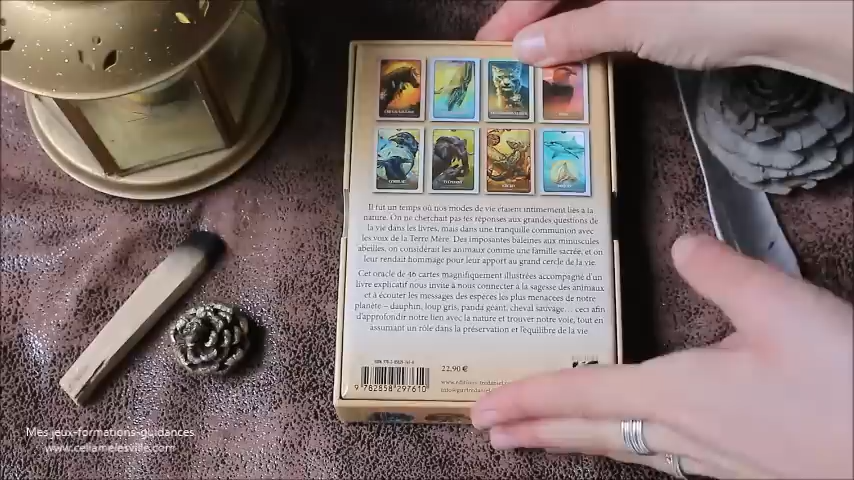 CHEVAL SAUVAGE
CORBEAU
ÉLÉPHANT
Il fut un temps où nos modes de vie étaient intimement liés à la
nature. On ne cherchait pas les réponses aux grandes questions de
la vie dans les livres, mais dans une tranquille communion avec
les voix de la Terre Mère. Des imposantes baleines aux minuscules
abeilles, on considérait les animaux comme une famille sacrée, et on
leur rendait hommage pour leur apport au grand cercle de la vie.
Cet oracle de 46 cartes magnifiquement illustrées accompagné d'un
livre explicatif nous invite à nous connecter à la sagesse des animaux
et à écouter les messages des espèces les plus menacées de notre
planète – dauphin, loup gris, panda géant, cheval sauvage... ceci afin
d'approfondir notre lien avec la nature et trouver notre voie, tout en
assumant un rôle dans la préservation et l'équilibre de la vie
22,90 €
9 782858 297610
Mes jeux-formations-guidances
www.celiamelesville.com